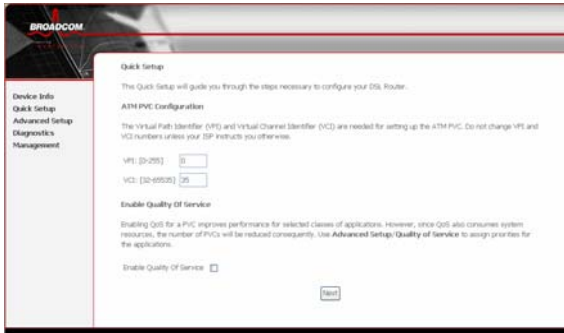 BROADCOM
Device Info
Quick Setup
Advanced Setup
Diagnostics
Management
Quick Setup
This Quick Setup will guide you through the steps necessary to configure your DSL Router.
ATM PVC Configuration
The Virtual Path Identifier (VPI) and Virtual Channel Identifier (VCI) are needed for setting up the ATM PVC. Do not change VPI and
VCI numbers unless your ISP instructs you otherwise.
VPI: [0-255] 0
VCI: [32-65535] 35
Enable Quality Of Service
Enabling QoS for a PVC improves performance for selected classes of applications. However, since QoS also consumes system
resources, the number of PVCs will be reduced consequently. Use Advanced Setup/Quality of Service to assign priorities for
the applications.
Enable Quality Of Service
Next